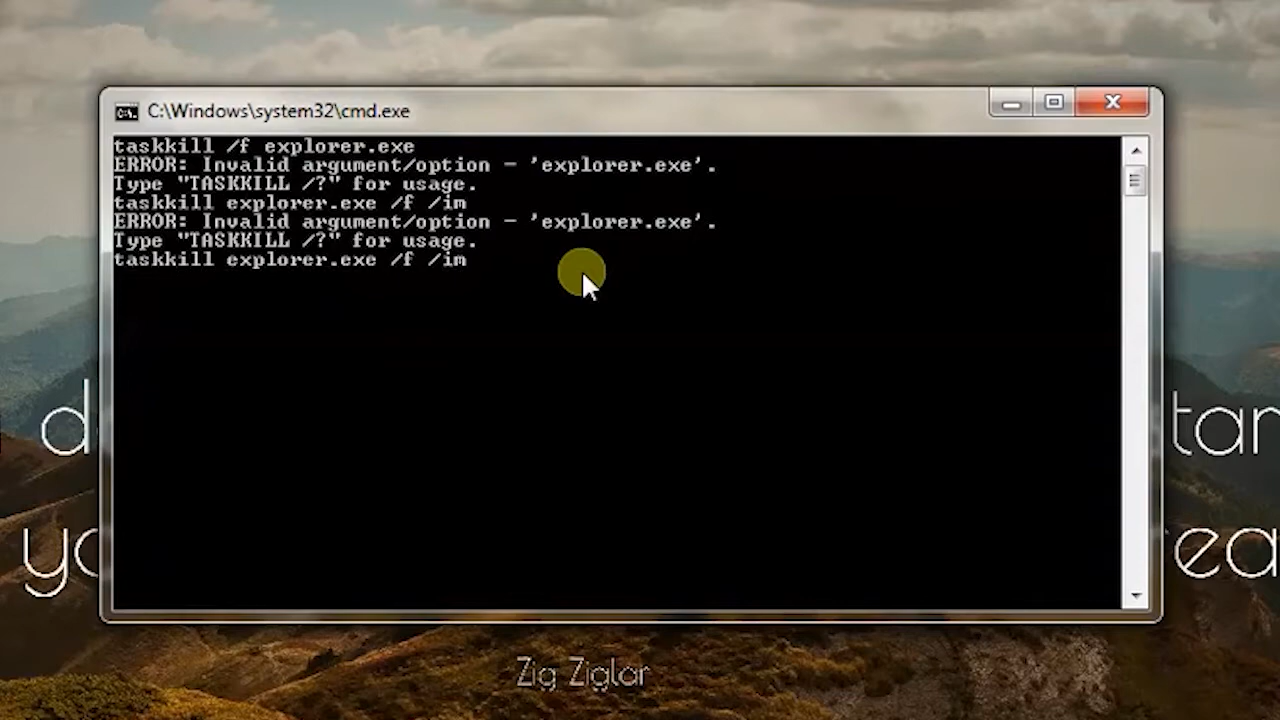 C:\Windows\system32\cmd.exe
taskkill /f explorer.exe
ERROR: Invalid argument/option - 'explorer.exe'.
Type "TASKKILL /?" for usage.
taskkill explorer.exe /f /im
ERROR: Invalid argument/option - 'explorer.exe'.
Type "TASKKILL /?" for usage.
taskkill explorer.exe /f /im
Zig Ziglar